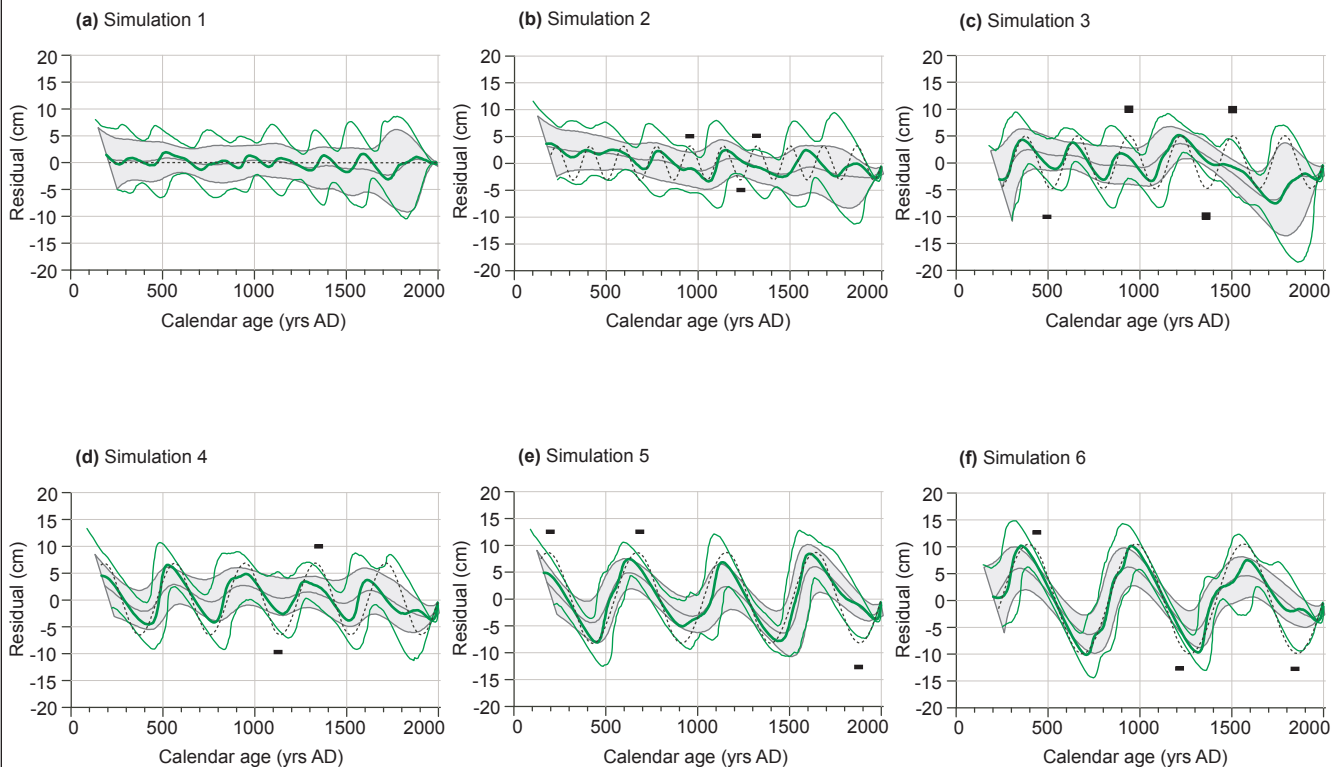 (a) Simulation 1
20
15
10
5
0
-5
-10
-15
-20
Residual (cm)
0 500 1000 1500 2000
Calendar age (yrs AD)
(b) Simulation 2
20
15
10
5
0
-5
-10
-15
-20
Residual (cm)
0 500 1000 1500 2000
Calendar age (yrs AD)
(c) Simulation 3
20
15
10
5
0
-5
-10
-15
-20
Residual (cm)
0 500 1000 1500 2000
Calendar age (yrs AD)
(d) Simulation 4
20
15
10
5
0
-5
-10
-15
-20
Residual (cm)
0 500 1000 1500 2000
Calendar age (yrs AD)
(e) Simulation 5
20
15
10
5
0
-5
-10
-15
-20
Residual (cm)
0 500 1000 1500 2000
Calendar age (yrs AD)
(f) Simulation 6
20
15
10
5
0
-5
-10
-15
-20
Residual (cm)
0 500 1000 1500 2000
Calendar age (yrs AD)